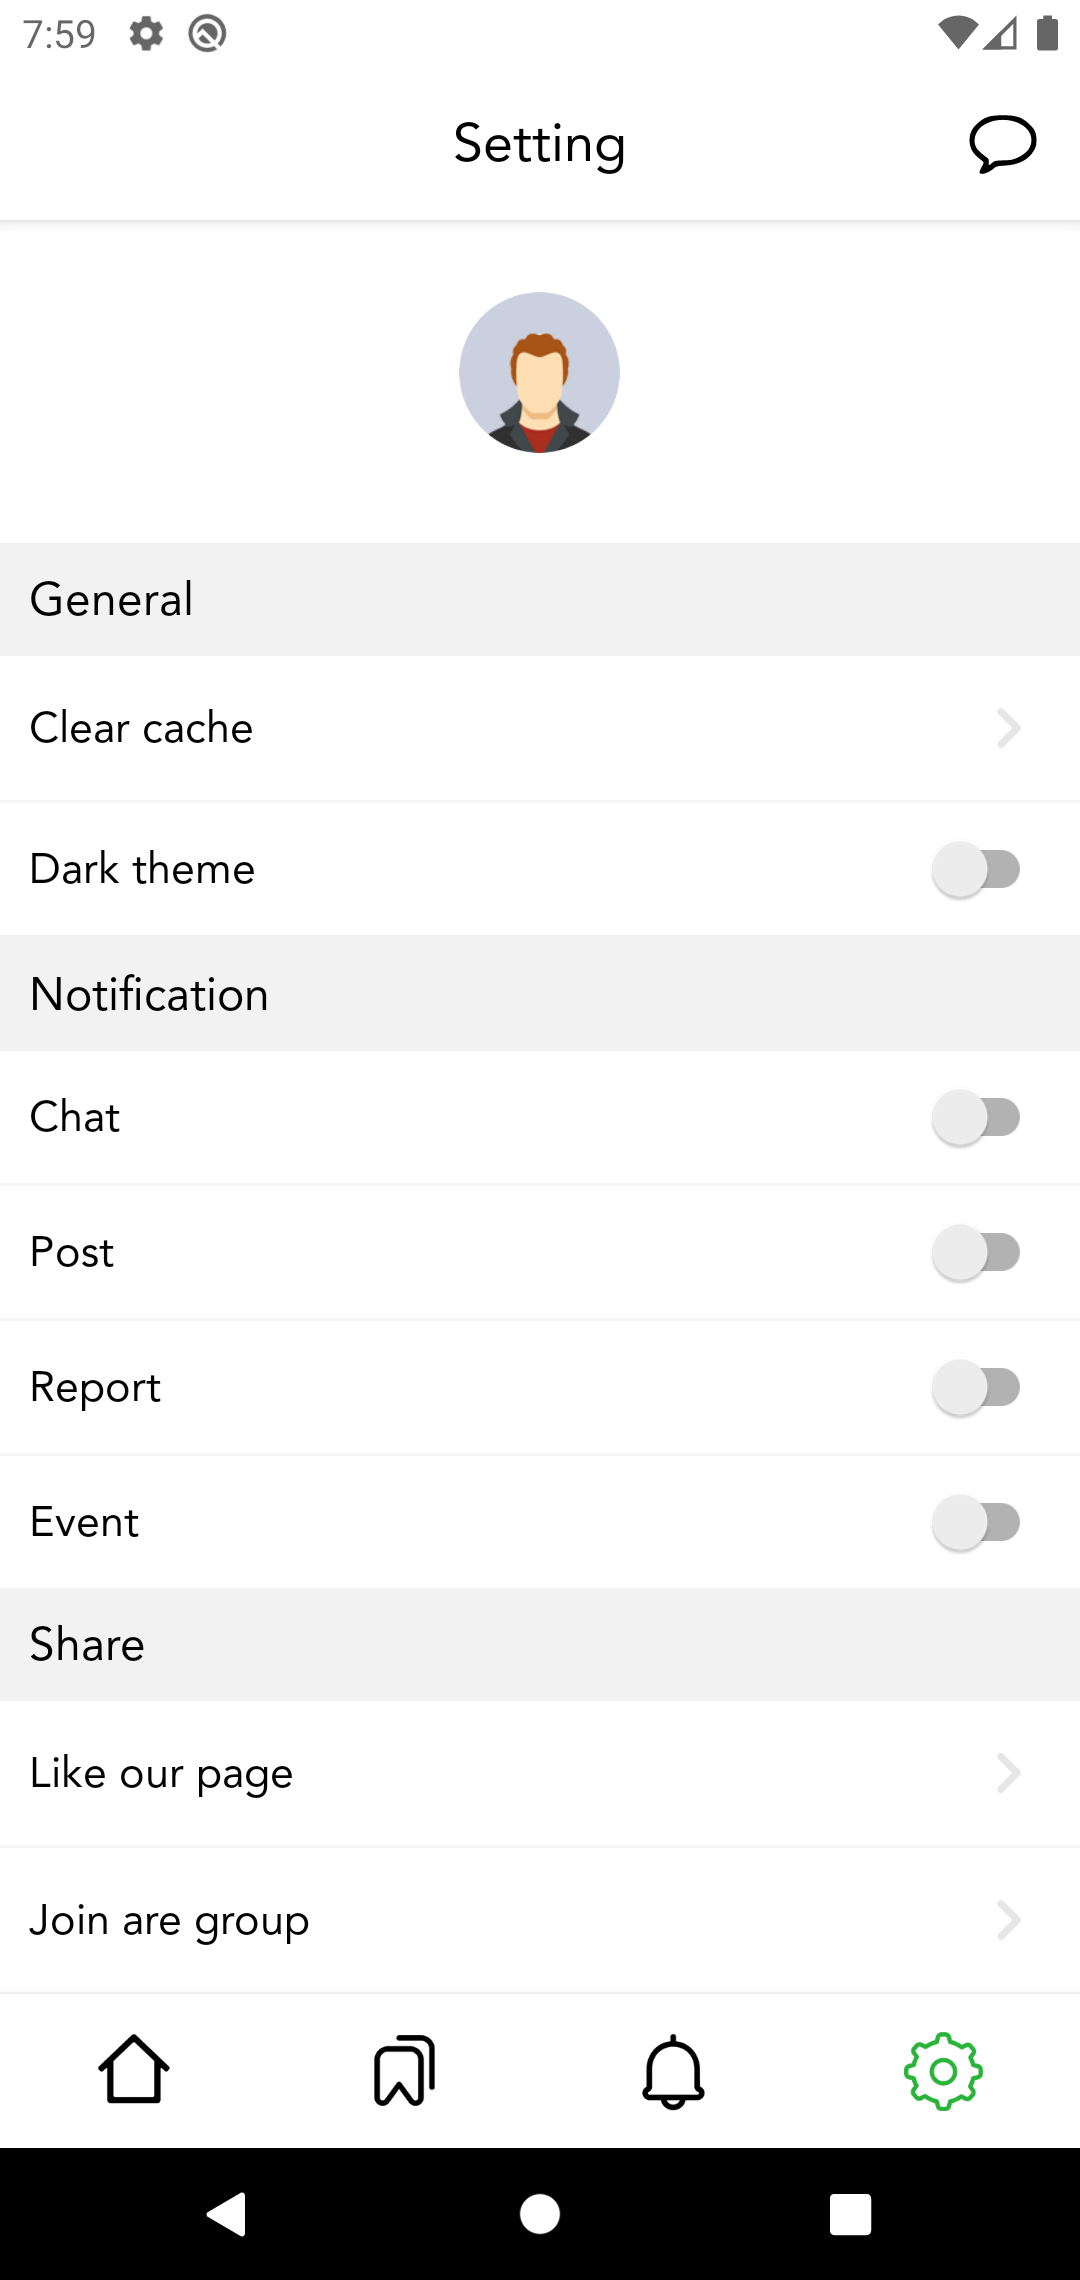 7:59
Setting
General
Clear cache
Dark theme
Notification
Chat
Post
Report
Event
Share
Like our page
Join are group